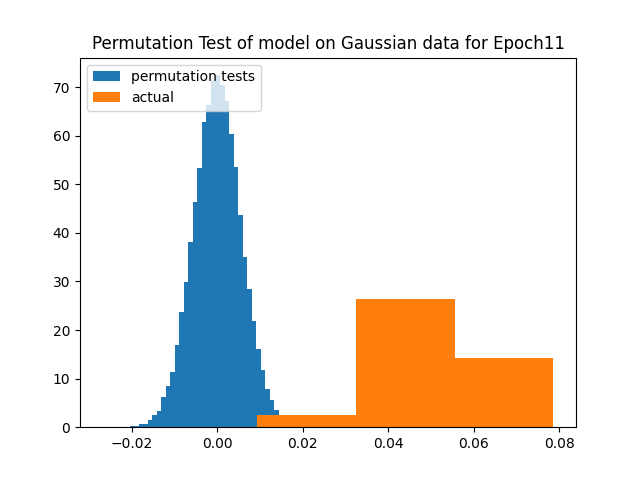 Permutation Test of model on Gaussian data for Epoch11
permutation tests
actual
70
60
50
40
30
20
10
0
−0.02 0.00 0.02 0.04 0.06 0.08